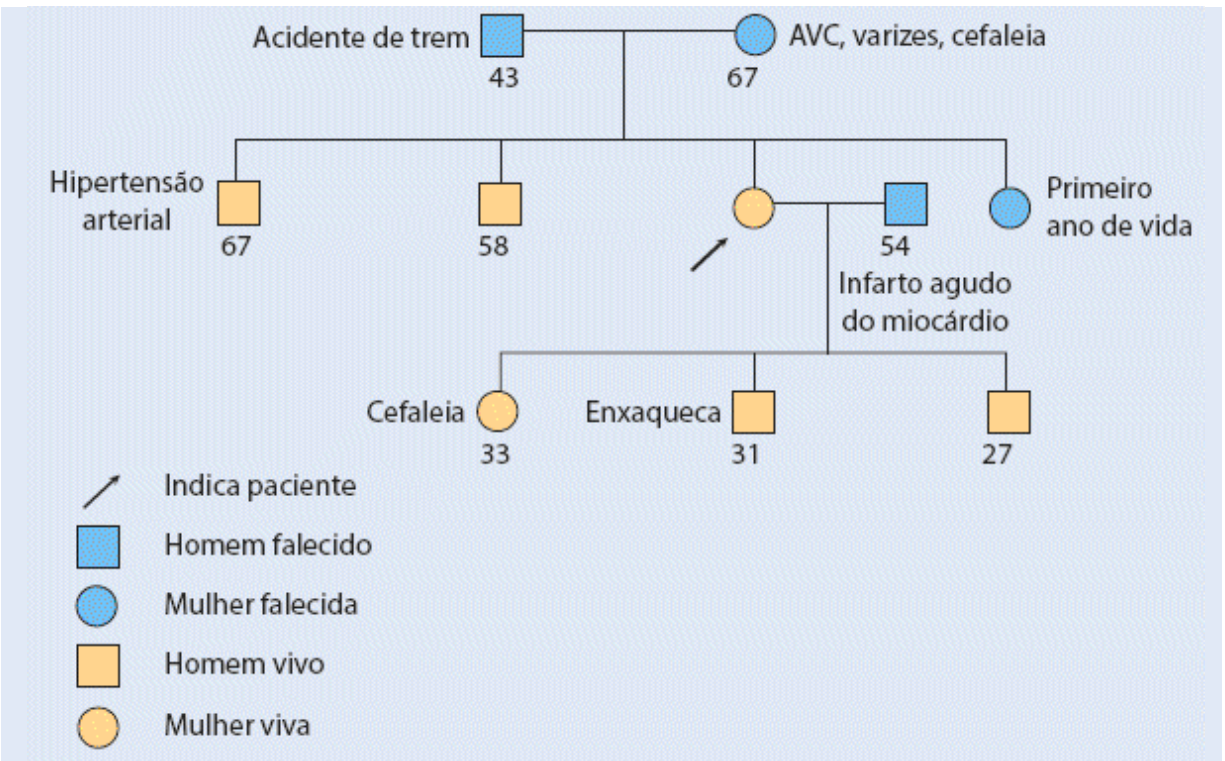 Acidente de trem
AVC, varizes, cefaleia
43
67
Hipertensão
arterial
Primeiro
ano de vida
67
58
54
Infarto agudo
do miocárdio
Cefaleia
Enxaqueca
33
31
27
Indica paciente
Homem falecido
Mulher falecida
Homem vivo
Mulher viva